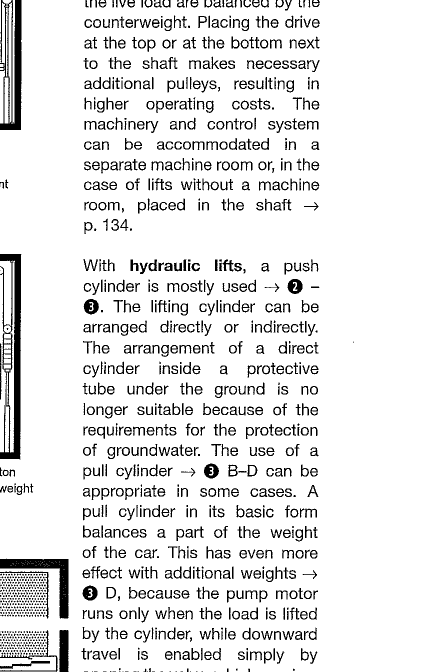 the live load are balanced by the
counterweight. Placing the drive
at the top or at the bottom next
to the shaft makes necessary
additional pulleys, resulting in
higher operating costs. The
machinery and control system
can be accommodated in a
separate machine room or, in the
case of lifts without a machine
room, placed in the shaft →
p. 134.
With hydraulic lifts, a push
cylinder is mostly used → ❷ –
❸. The lifting cylinder can be
arranged directly or indirectly.
The arrangement of a direct
cylinder inside a protective
tube under the ground is no
longer suitable because of the
requirements for the protection
of groundwater. The use of a
pull cylinder → ❸ B–D can be
appropriate in some cases. A
pull cylinder in its basic form
balances a part of the weight
of the car. This has even more
effect with additional weights →
❸ D, because the pump motor
runs only when the load is lifted
by the cylinder, while downward
travel is enabled simply by
nt
ton
weight